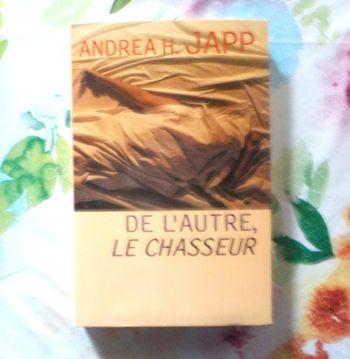 ANDREA H. JAPP
DE L'AUTRE,
LE CHASSEUR